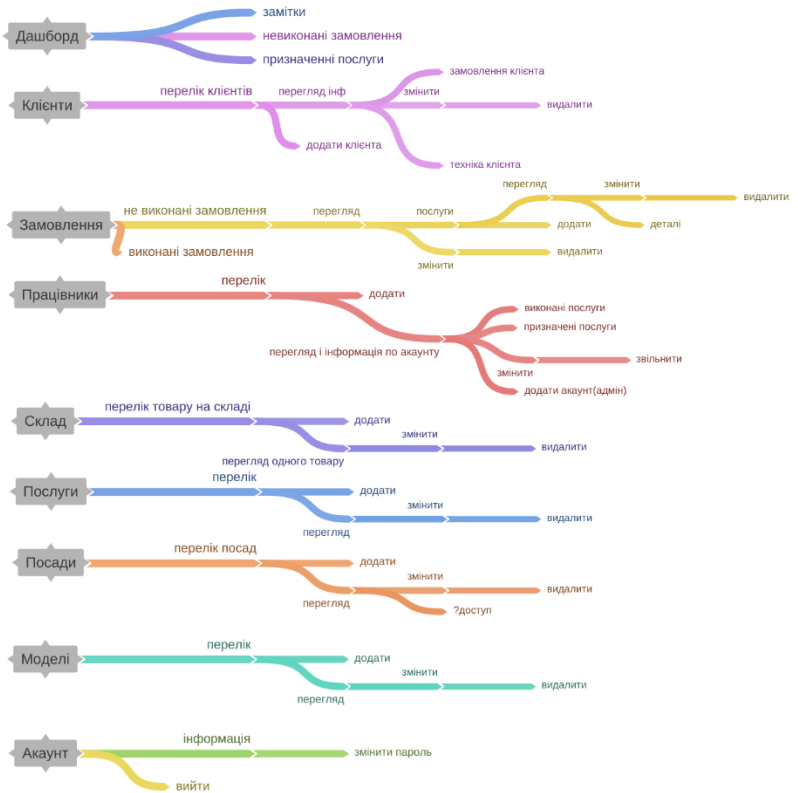 Дашборд
замітки
невиконані замовлення
призначенні послуги
Клієнти
перелік клієнтів
перегляд інф
замовлення клієнта
змінити
видалити
додати клієнта
техніка клієнта
Замовлення
не виконані замовлення
перегляд
послуги
перегляд
змінити
видалити
додати
деталі
змінити
видалити
виконані замовлення
Працівники
перелік
додати
перегляд і інформація по акаунту
виконані послуги
призначені послуги
змінити
звільнити
додати акаунт(адмін)
Склад
перелік товару на складі
додати
перегляд одного товару
змінити
видалити
Послуги
перелік
додати
перегляд
змінити
видалити
Посади
перелік посад
додати
перегляд
змінити
видалити
?доступ
Моделі
перелік
додати
перегляд
змінити
видалити
Акаунт
інформація
змінити пароль
вийти